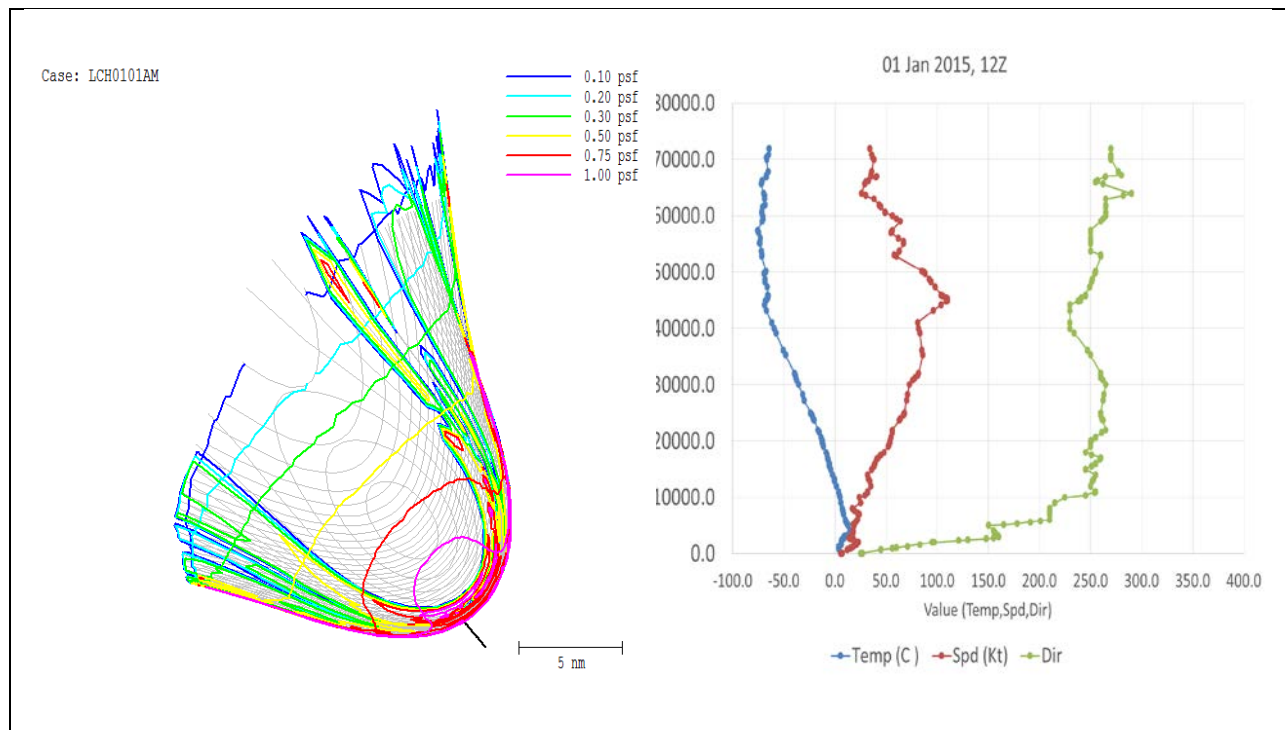 Case: LCH0101AM
0.10 psf
0.20 psf
0.30 psf
0.50 psf
0.75 psf
1.00 psf
5 nm
01 Jan 2015, 12Z
80000.0
70000.0
60000.0
50000.0
40000.0
30000.0
20000.0
10000.0
0.0
-100.0 -50.0 0.0 50.0 100.0 150.0 200.0 250.0 300.0 350.0 400.0
Value (Temp,Spd,Dir)
Temp (C ) Spd (Kt) Dir